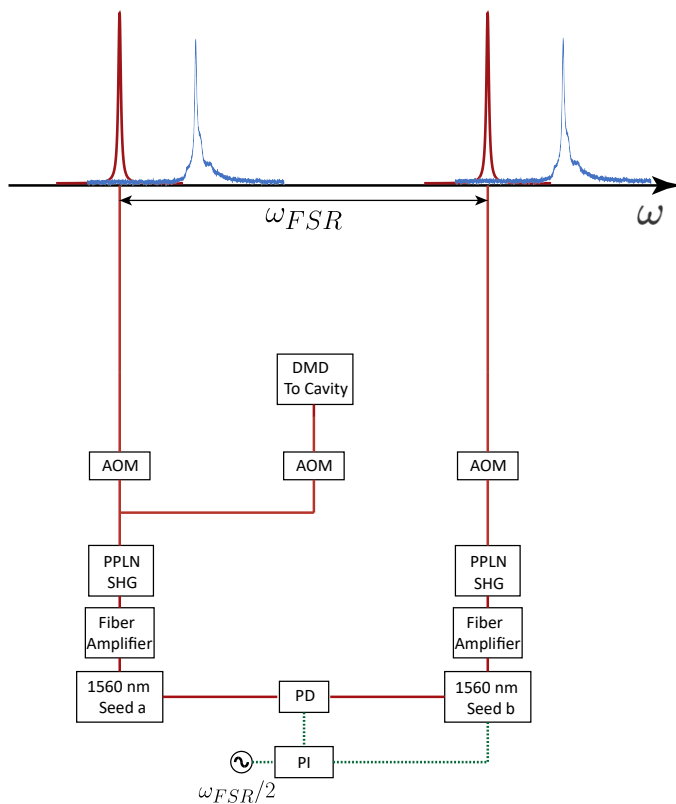 ω_FSR
ω
DMD
To Cavity
AOM
AOM
AOM
PPLN
SHG
PPLN
SHG
Fiber
Amplifier
Fiber
Amplifier
1560 nm
Seed a
PD
1560 nm
Seed b
PI
ω_FSR/2